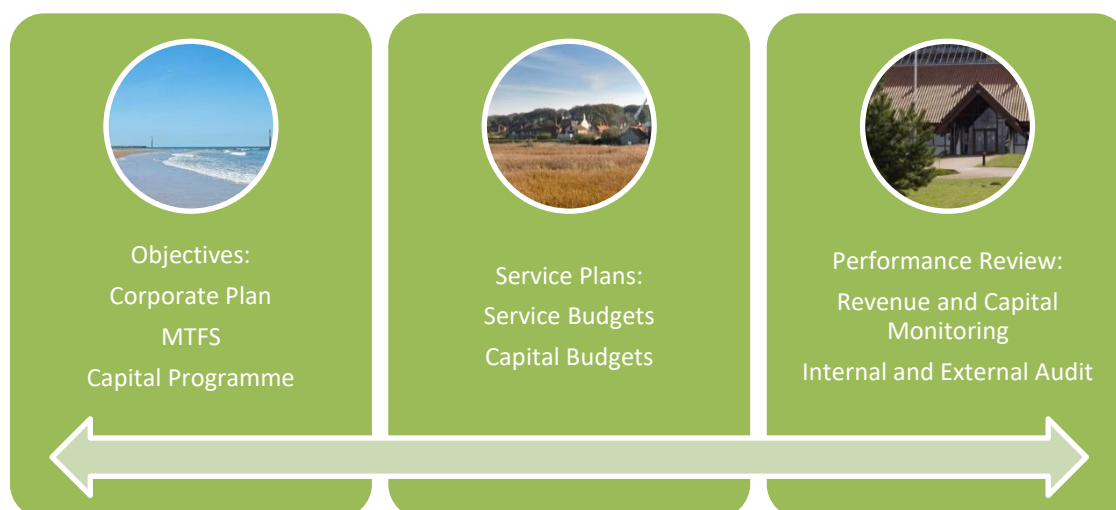 Objectives:
Corporate Plan
MTFS
Capital Programme
Service Plans:
Service Budgets
Capital Budgets
Performance Review:
Revenue and Capital
Monitoring
Internal and External Audit